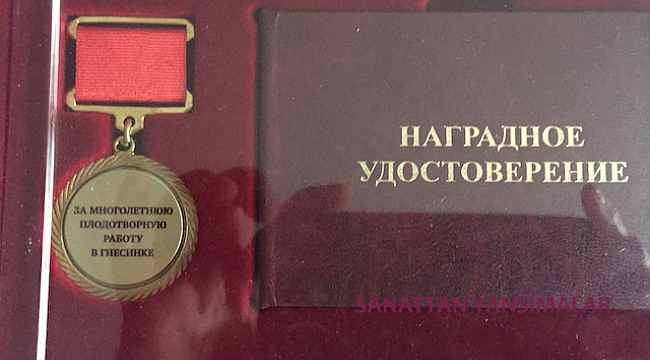 ЗА МНОГОЛЕТНЮЮ
ПЛОДОТВОРНУЮ
РАБОТУ
В ГНЕСИНКЕ
НАГРАДНОЕ
УДОСТОВЕРЕНИЕ
SANATTAN YANSIMALAR